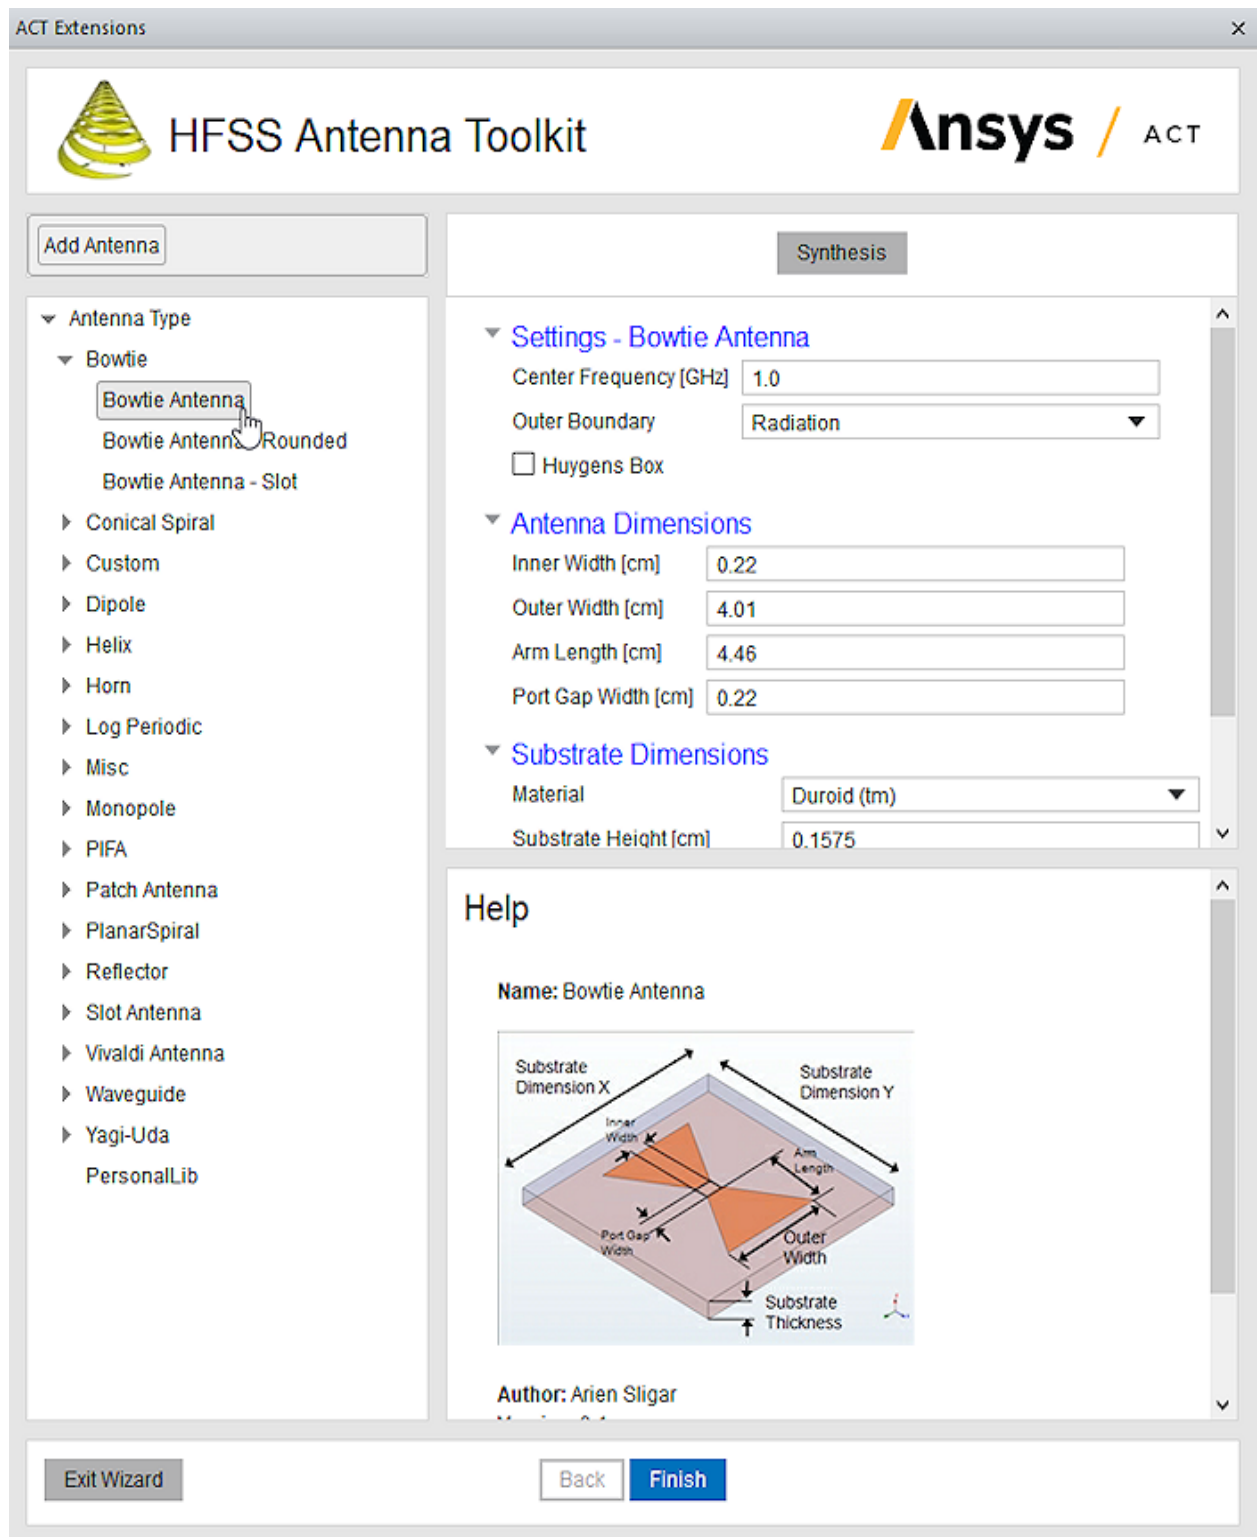 ACT Extensions
HFSS Antenna Toolkit
Ansys / ACT
Add Antenna
Antenna Type
Bowtie
Bowtie Antenna
Bowtie Antenna - Rounded
Bowtie Antenna - Slot
Conical Spiral
Custom
Dipole
Helix
Horn
Log Periodic
Misc
Monopole
PIFA
Patch Antenna
PlanarSpiral
Reflector
Slot Antenna
Vivaldi Antenna
Waveguide
Yagi-Uda
PersonalLib
Synthesis
Settings - Bowtie Antenna
Center Frequency [GHz] 1.0
Outer Boundary Radiation
Huygens Box
Antenna Dimensions
Inner Width [cm] 0.22
Outer Width [cm] 4.01
Arm Length [cm] 4.46
Port Gap Width [cm] 0.22
Substrate Dimensions
Material Duroid (tm)
Substrate Height [cm] 0.1575
Help
Name: Bowtie Antenna
Substrate
Dimension X
Substrate
Dimension Y
Inner
Width
Arm
Length
Port Gap
Width
Outer
Width
Substrate
Thickness
Author: Arien Sligar
Exit Wizard
Back
Finish